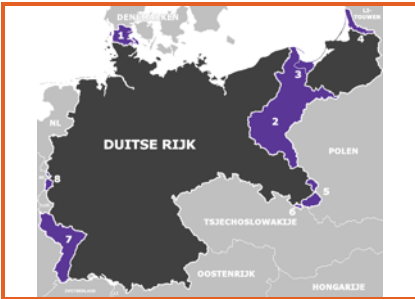 DENEMARKEN
LI-
TOUWEN
1
4
3
NL
2
DUITSE RIJK
POLEN
8
5
6
TSJECHOSLOWAKIJE
7
OOSTENRIJK
HONGARIJE